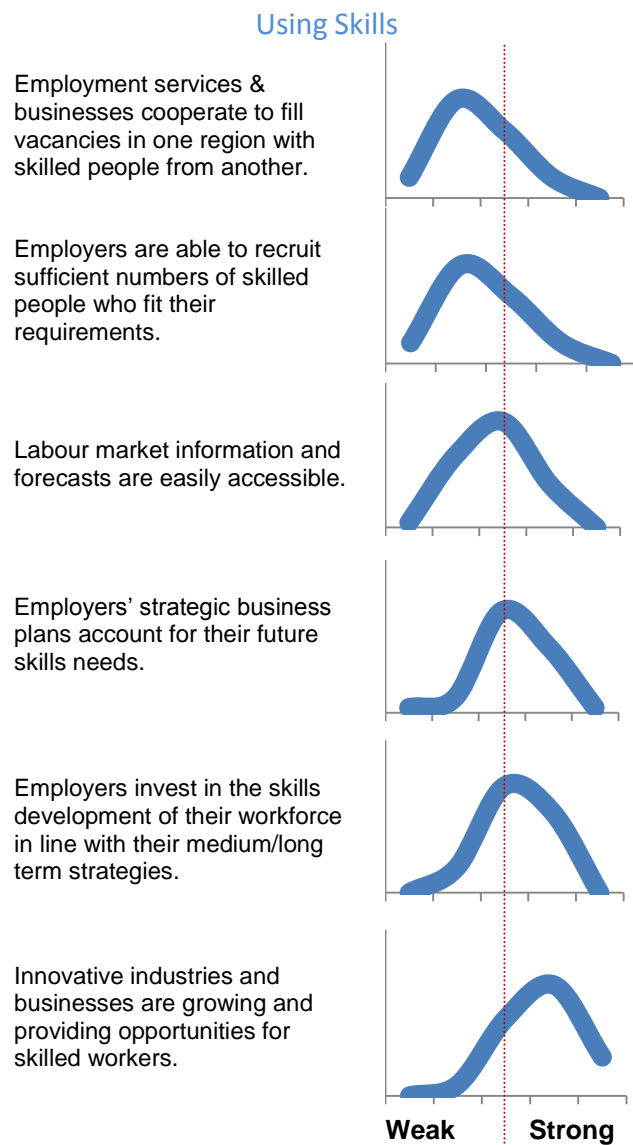 Using Skills
Employment services &
businesses cooperate to fill
vacancies in one region with
skilled people from another.
Employers are able to recruit
sufficient numbers of skilled
people who fit their
requirements.
Labour market information and
forecasts are easily accessible.
Employers’ strategic business
plans account for their future
skills needs.
Employers invest in the skills
development of their workforce
in line with their medium/long
term strategies.
Innovative industries and
businesses are growing and
providing opportunities for
skilled workers.
Weak Strong